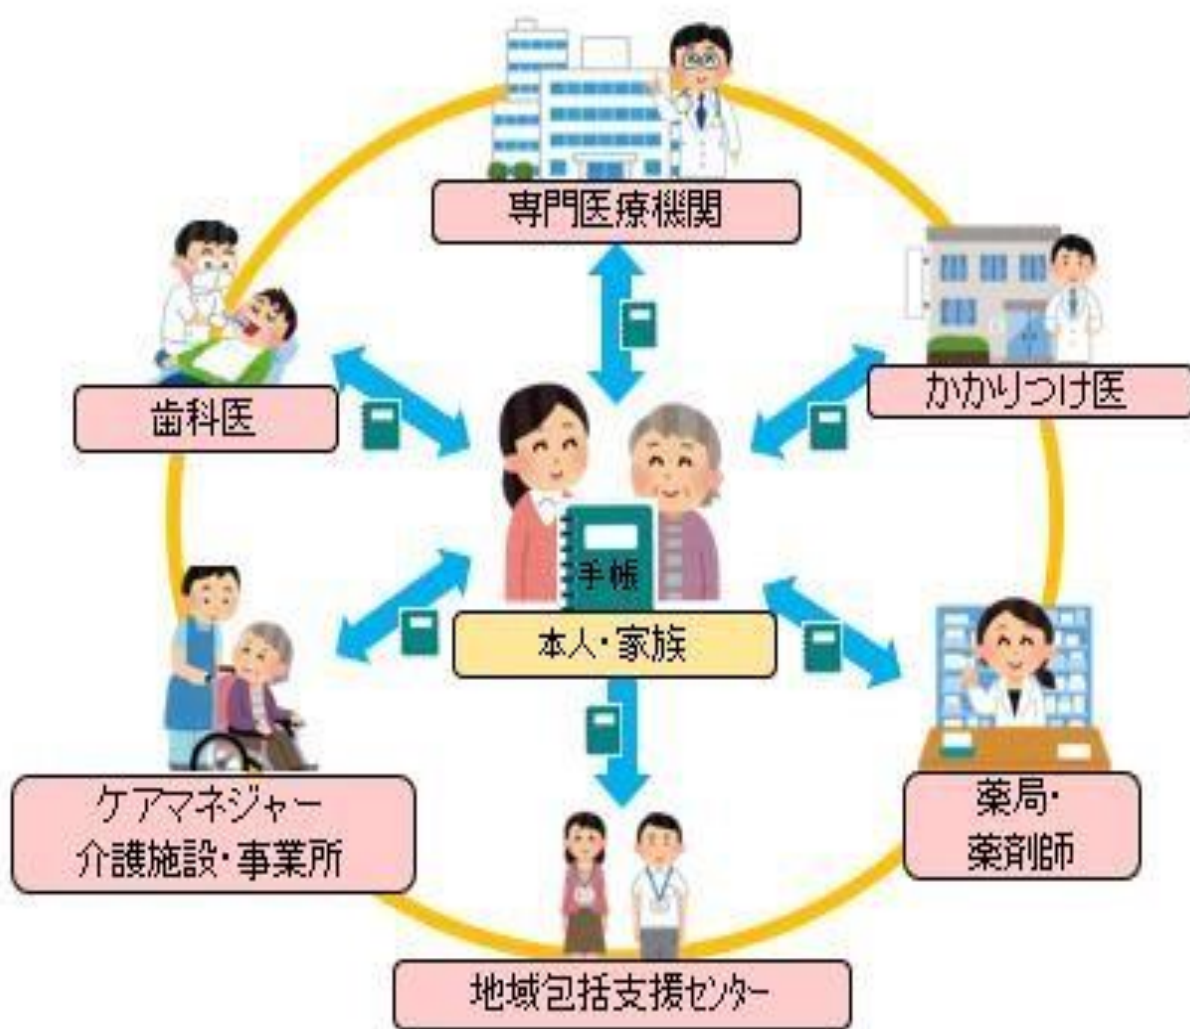 専門医療機関
かかりつけ医
歯科医
手帳
本人・家族
ケアマネジャー
介護施設・事業所
薬局・
薬剤師
地域包括支援センター